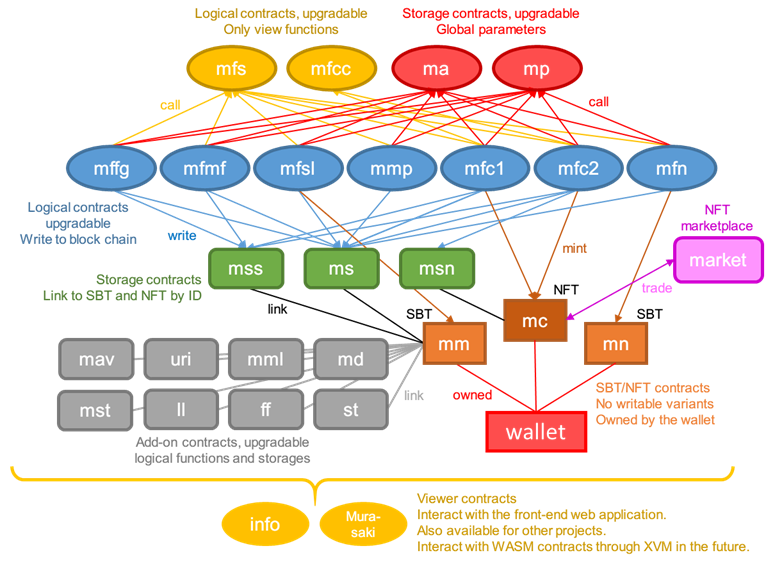 Logical contracts, upgradable
Only view functions
Storage contracts, upgradable
Global parameters
mfs
mfcc
ma
mp
call
call
mffg
mfmf
mfsl
mmp
mfc1
mfc2
mfn
Logical contracts
upgradable
Write to block chain
write
NFT
marketplace
mint
market
mss
ms
msn
Storage contracts
Link to SBT and NFT by ID
trade
link
SBT
NFT
SBT
mc
mm
mn
mav
uri
mml
md
link
owned
mst
ll
ff
st
SBT/NFT contracts
No writable variants
Owned by the wallet
wallet
Add-on contracts, upgradable
logical functions and storages
info
Mura-
saki
Viewer contracts
Interact with the front-end web application.
Also available for other projects.
Interact with WASM contracts through XVM in the future.